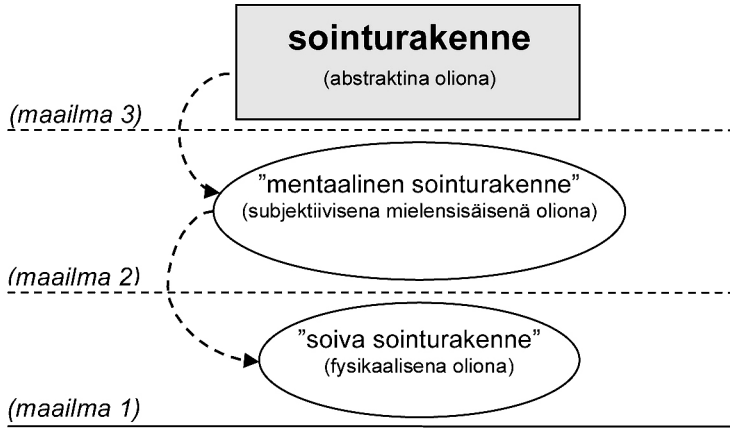 sointurakenne
(abstraktina oliona)
(maailma 3)
”mentaalinen sointurakenne”
(subjektiivisena mielensisäisenä oliona)
(maailma 2)
”soiva sointurakenne”
(fysikaalisena oliona)
(maailma 1)